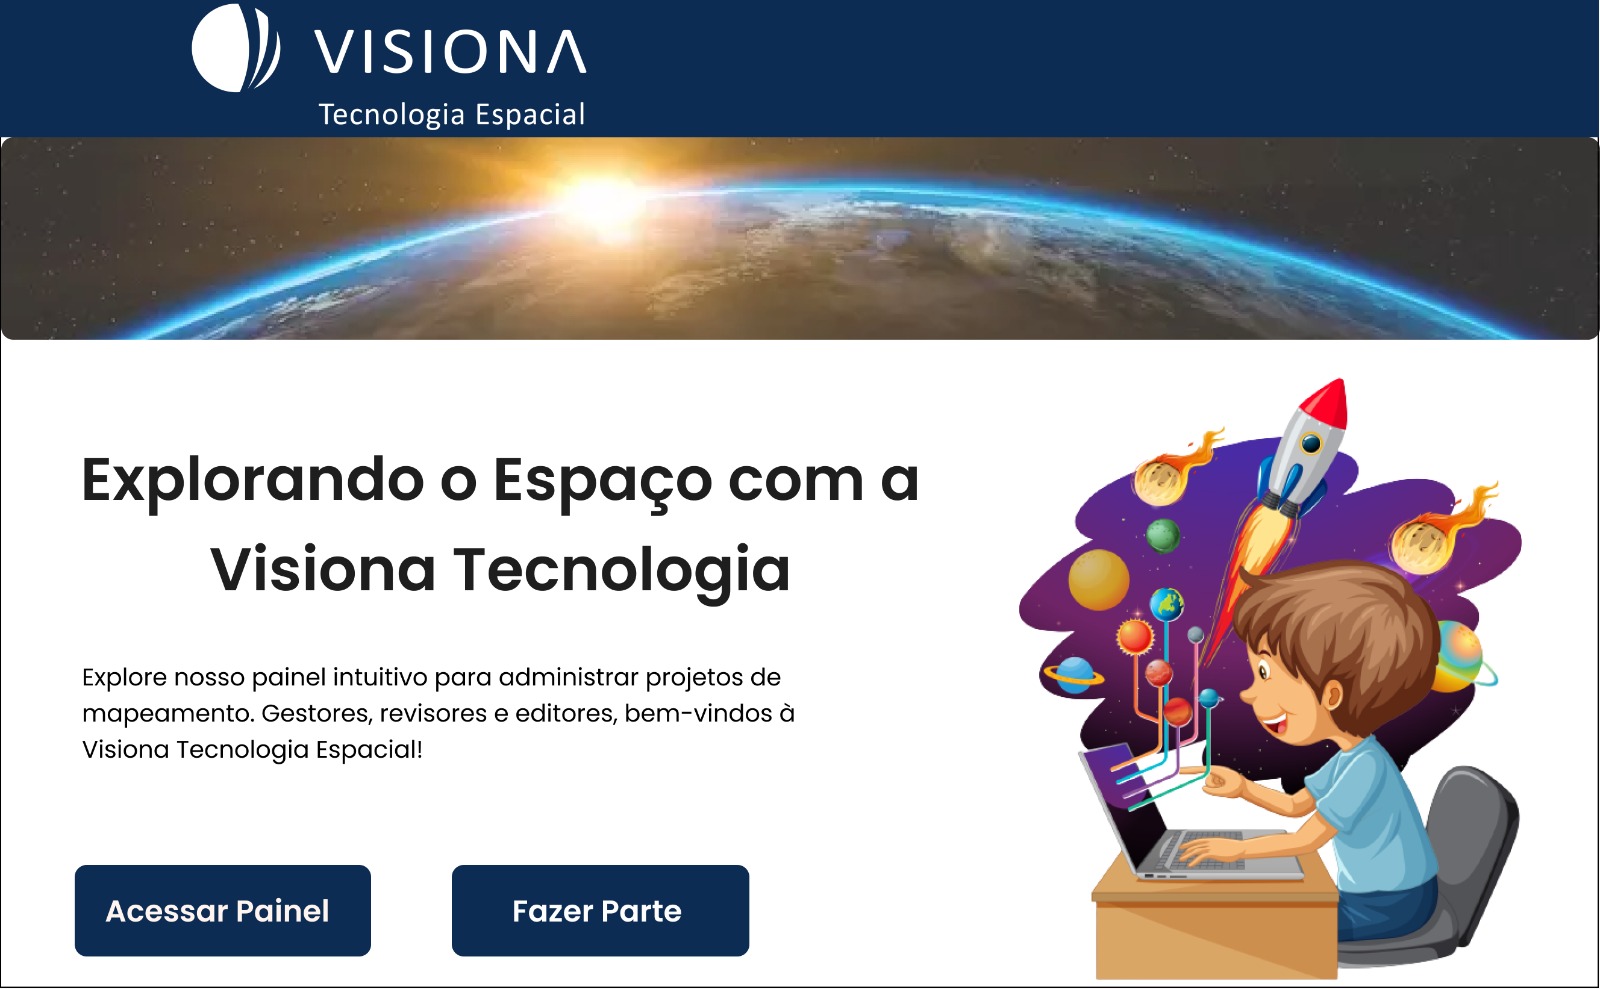 VISIONA
Tecnologia Espacial
Explorando o Espaço com a
Visiona Tecnologia
Explore nosso painel intuitivo para administrar projetos de
mapeamento. Gestores, revisores e editores, bem-vindos à
Visiona Tecnologia Espacial!
Acessar Painel
Fazer Parte